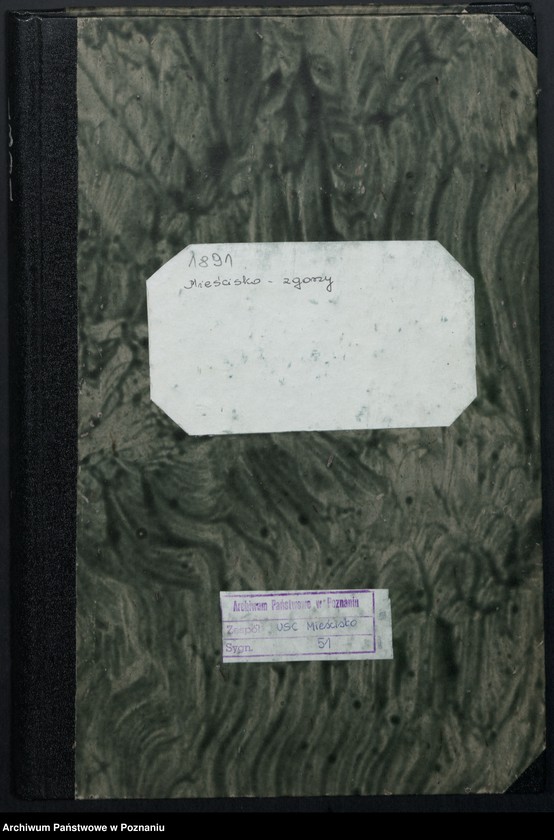 1891
Mieścisko - zgony
Archiwum Państwowe w Poznaniu
Zespół USC Mieścisko
Sygn. 51
Archiwum Państwowe w Poznaniu